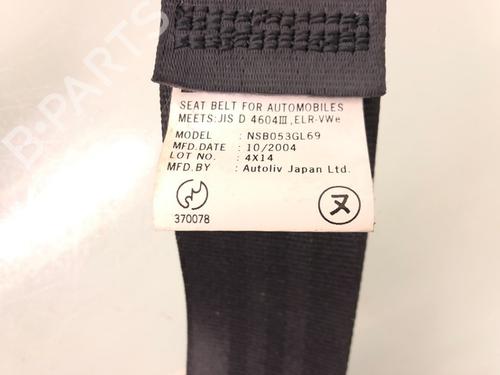 B-PARTS
SEAT BELT FOR AUTOMOBILES
MEETS:JIS D 4604Ⅲ,ELR-VWe
MODEL : NSB053GL69
MFD.DATE : 10/2004
LOT NO. : 4X14
MFD.BY : Autoliv Japan Ltd.
370078
ヌ